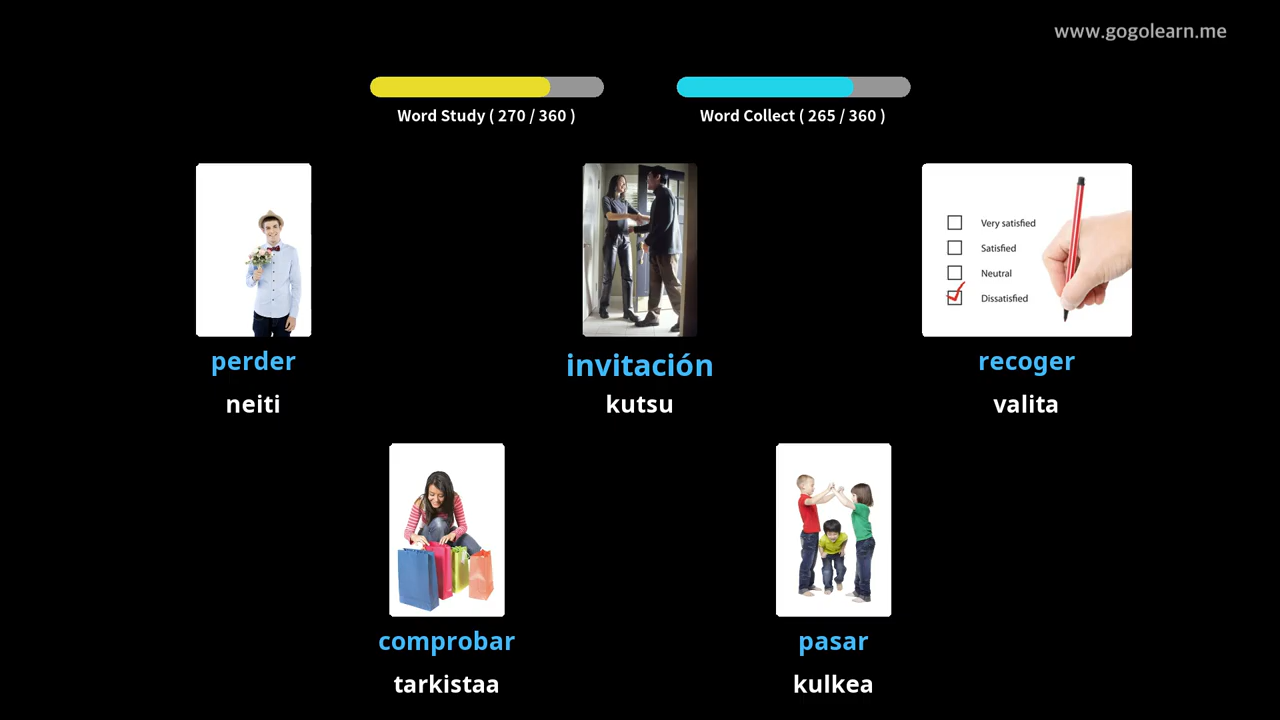 www.gogolearn.me
Word Study ( 270 / 360 )
Word Collect ( 265 / 360 )
Very satisfied
Satisfied
Neutral
Dissatisfied
perder
invitación
recoger
neiti
kutsu
valita
comprobar
pasar
tarkistaa
kulkea